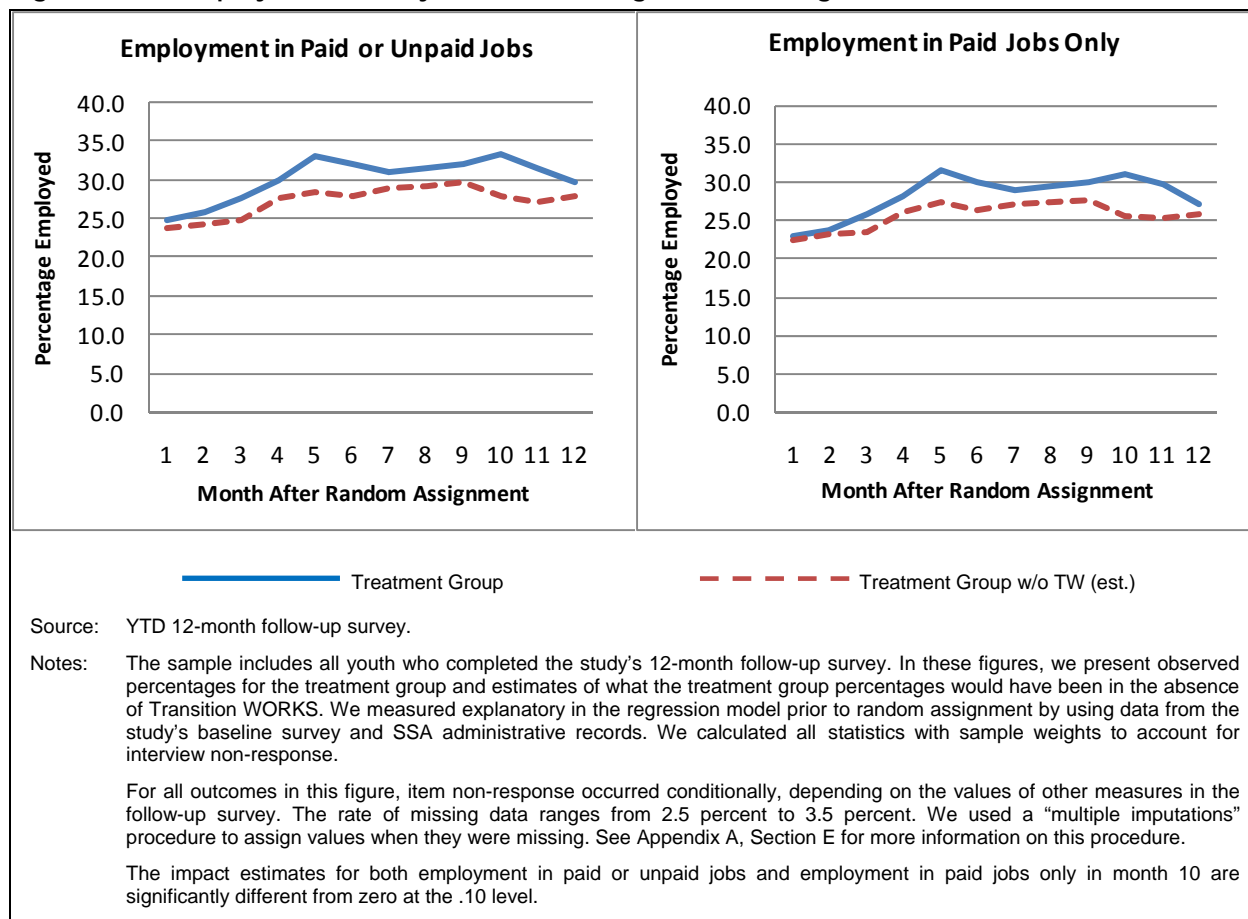 Employment in Paid or Unpaid Jobs
Percentage Employed
40.0
35.0
30.0
25.0
20.0
15.0
10.0
5.0
0.0
1 2 3 4 5 6 7 8 9 10 11 12
Month After Random Assignment
Employment in Paid Jobs Only
Percentage Employed
40.0
35.0
30.0
25.0
20.0
15.0
10.0
5.0
0.0
1 2 3 4 5 6 7 8 9 10 11 12
Month After Random Assignment
Treatment Group
Treatment Group w/o TW (est.)
Source: YTD 12-month follow-up survey.
Notes: The sample includes all youth who completed the study’s 12-month follow-up survey. In these figures, we present observed
percentages for the treatment group and estimates of what the treatment group percentages would have been in the absence
of Transition WORKS. We measured explanatory in the regression model prior to random assignment by using data from the
study’s baseline survey and SSA administrative records. We calculated all statistics with sample weights to account for
interview non-response.
For all outcomes in this figure, item non-response occurred conditionally, depending on the values of other measures in the
follow-up survey. The rate of missing data ranges from 2.5 percent to 3.5 percent. We used a “multiple imputations”
procedure to assign values when they were missing. See Appendix A, Section E for more information on this procedure.
The impact estimates for both employment in paid or unpaid jobs and employment in paid jobs only in month 10 are
significantly different from zero at the .10 level.